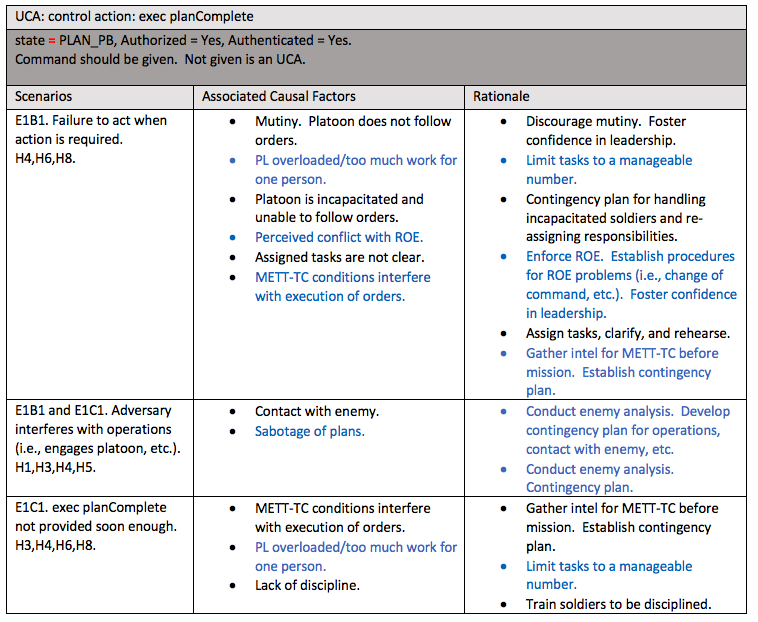 UCA: control action: exec planComplete
state = PLAN_PB, Authorized = Yes, Authenticated = Yes.
Command should be given.  Not given is an UCA.
Scenarios
Associated Causal Factors
Rationale
E1B1. Failure to act when
action is required.
H4,H6,H8.
• Mutiny.  Platoon does not follow
orders.
• PL overloaded/too much work for
one person.
• Platoon is incapacitated and
unable to follow orders.
• Perceived conflict with ROE.
• Assigned tasks are not clear.
• METT-TC conditions interfere
with execution of orders.
• Discourage mutiny.  Foster
confidence in leadership.
• Limit tasks to a manageable
number.
• Contingency plan for handling
incapacitated soldiers and re-
assigning responsibilities.
• Enforce ROE.  Establish procedures
for ROE problems (i.e., change of
command, etc.).  Foster confidence
in leadership.
• Assign tasks, clarify, and rehearse.
• Gather intel for METT-TC before
mission.  Establish contingency
plan.
E1B1 and E1C1. Adversary
interferes with operations
(i.e., engages platoon, etc.).
H1,H3,H4,H5.
• Contact with enemy.
• Sabotage of plans.
• Conduct enemy analysis.  Develop
contingency plan for operations,
contact with enemy, etc.
• Conduct enemy analysis.
Contingency plan.
E1C1. exec planComplete
not provided soon enough.
H3,H4,H6,H8.
• METT-TC conditions interfere
with execution of orders.
• PL overloaded/too much work for
one person.
• Lack of discipline.
• Gather intel for METT-TC before
mission.  Establish contingency
plan.
• Limit tasks to a manageable
number.
• Train soldiers to be disciplined.